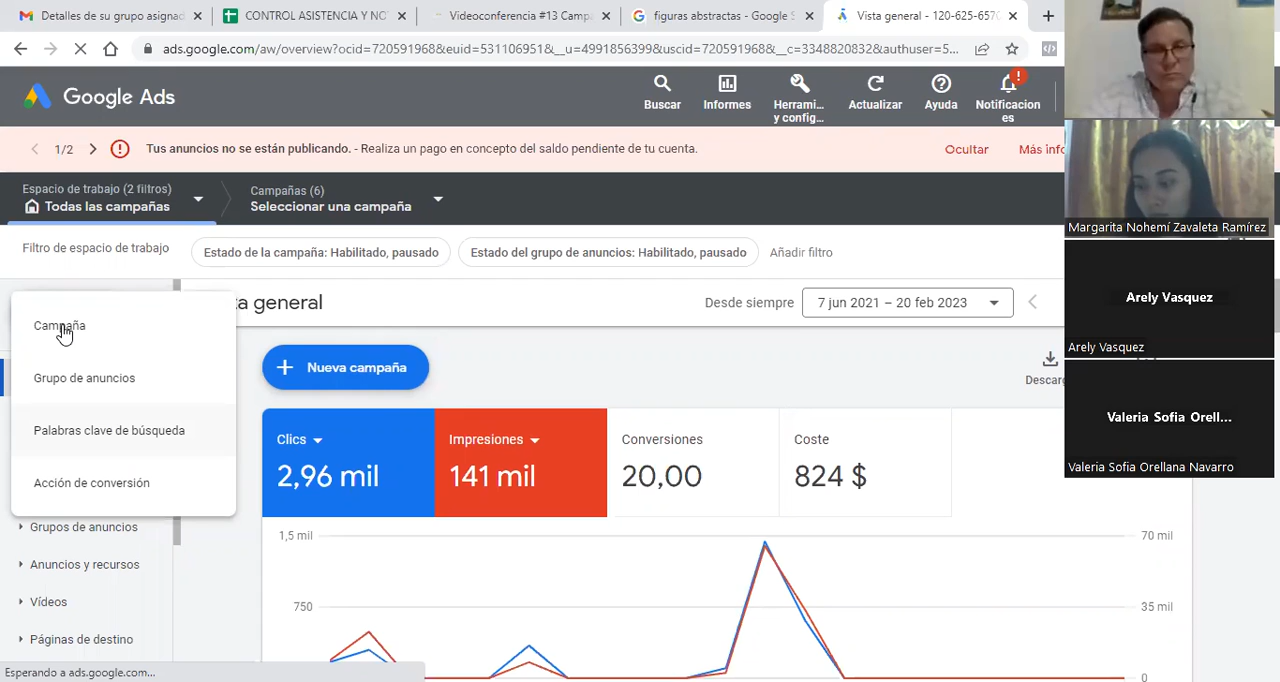 Detalles de su grupo asignad
CONTROL ASISTENCIA Y NO
Videoconferencia #13 Camp
figuras abstractas - Google S
Vista general - 120-625-657
ads.google.com/aw/overview?ocid=720591968&euid=531106951&__u=4991856399&uscid=720591968&__c=3348820832&authuser=5...
Google Ads
Buscar
Informes
Herrami... y config...
Actualizar
Ayuda
Notificacion es
1/2
Tus anuncios no se están publicando. - Realiza un pago en concepto del saldo pendiente de tu cuenta.
Ocultar
Más info
Espacio de trabajo (2 filtros)
Todas las campañas
Campañas (6)
Seleccionar una campaña
Margarita Nohemí Zavaleta Ramírez
Filtro de espacio de trabajo
Estado de la campaña: Habilitado, pausado
Estado del grupo de anuncios: Habilitado, pausado
Añadir filtro
ta general
Desde siempre
7 jun 2021 – 20 feb 2023
Arely Vasquez
Arely Vasquez
Campaña
Grupo de anuncios
Palabras clave de búsqueda
Acción de conversión
Nueva campaña
Descarg
Valeria Sofia Orell...
Valeria Sofia Orellana Navarro
Clics
2,96 mil
Impresiones
141 mil
Conversiones
20,00
Coste
824 $
Grupos de anuncios
Anuncios y recursos
Vídeos
Páginas de destino
1,5 mil
750
70 mil
35 mil
0
Esperando a ads.google.com...